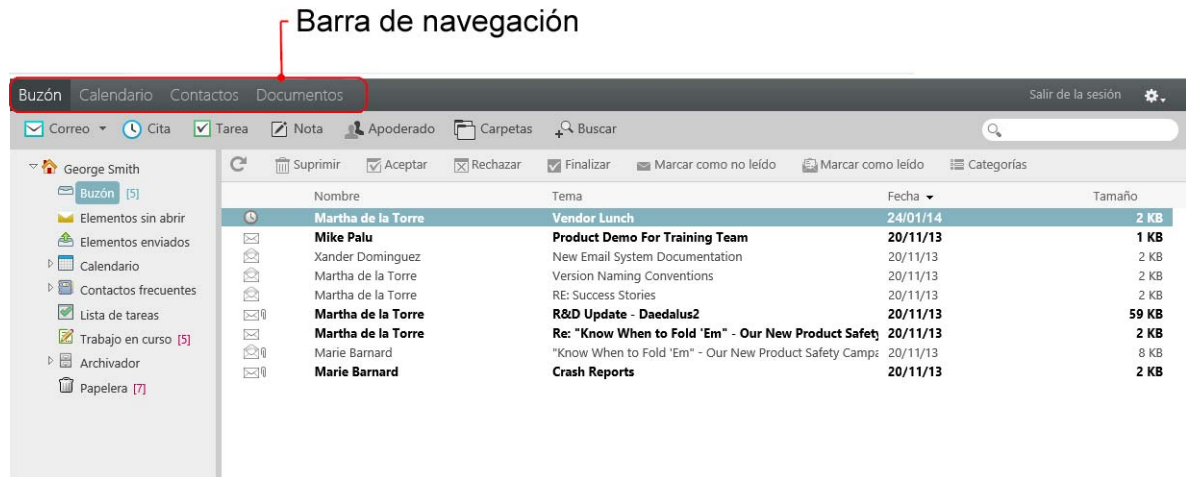 Barra de navegación
Buzón Calendario Contactos Documentos Salir de la sesión
Correo Cita Tarea Nota Apoderado Carpetas Buscar
George Smith
Buzón [5]
Elementos sin abrir
Elementos enviados
Calendario
Contactos frecuentes
Lista de tareas
Trabajo en curso [5]
Archivador
Papelera [7]
Suprimir Aceptar Rechazar Finalizar Marcar como no leído Marcar como leído Categorías
Nombre Tema Fecha Tamaño
Martha de la Torre Vendor Lunch 24/01/14 2 KB
Mike Palu Product Demo For Training Team 20/11/13 1 KB
Xander Dominguez New Email System Documentation 20/11/13 2 KB
Martha de la Torre Version Naming Conventions 20/11/13 2 KB
Martha de la Torre RE: Success Stories 20/11/13 2 KB
Martha de la Torre R&D Update - Daedalus2 20/11/13 59 KB
Martha de la Torre Re: "Know When to Fold 'Em" - Our New Product Safety 20/11/13 2 KB
Marie Barnard "Know When to Fold 'Em" - Our New Product Safety Campa 20/11/13 8 KB
Marie Barnard Crash Reports 20/11/13 2 KB